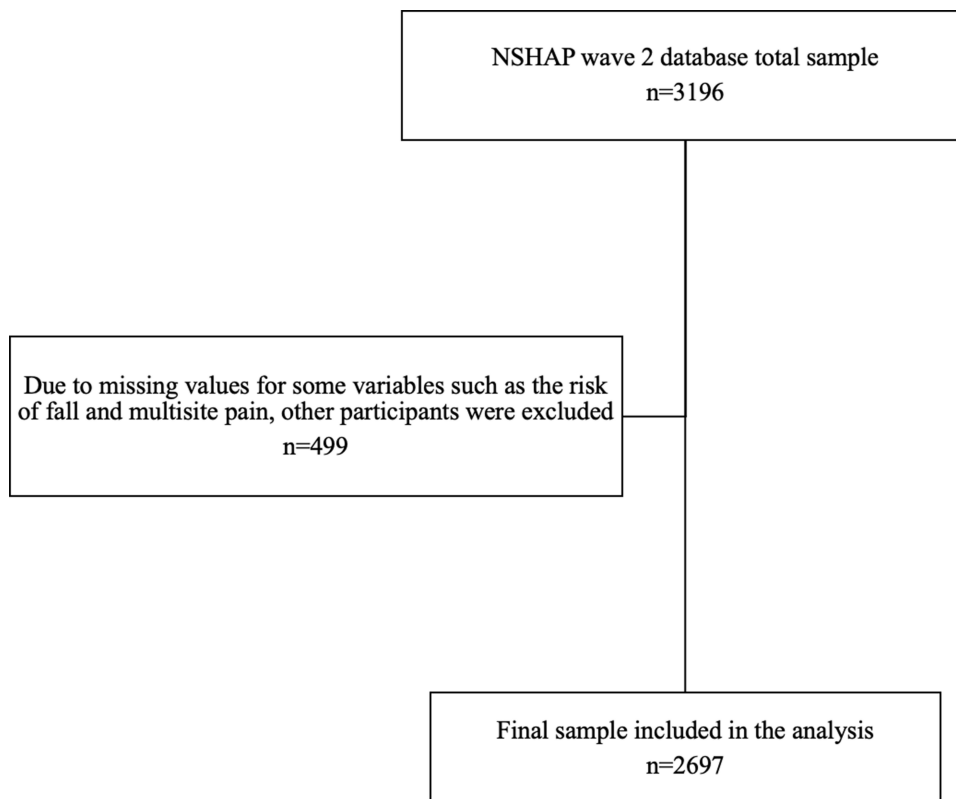 NSHAP wave 2 database total sample
n=3196
Due to missing values for some variables such as the risk
of fall and multisite pain, other participants were excluded
n=499
Final sample included in the analysis
n=2697